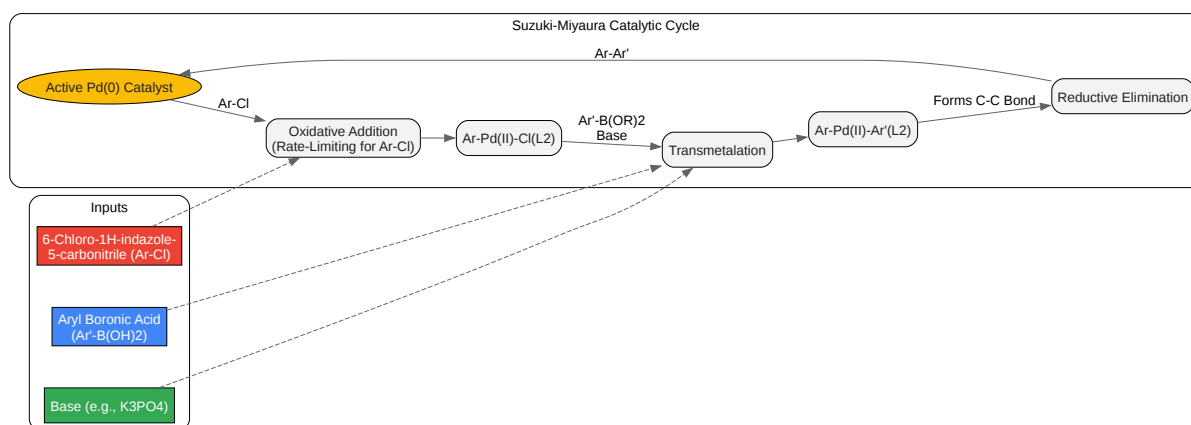 Suzuki-Miyaura Catalytic Cycle
Ar-Ar'
Active Pd(0) Catalyst
Ar-Cl
Oxidative Addition
(Rate-Limiting for Ar-Cl)
Ar-Pd(II)-Cl(L2)
Ar'-B(OR)2
Base
Transmetalation
Ar-Pd(II)-Ar'(L2)
Forms C-C Bond
Reductive Elimination
Inputs
6-Chloro-1H-indazole-
5-carbonitrile (Ar-Cl)
Aryl Boronic Acid
(Ar'-B(OH)2)
Base (e.g., K3PO4)